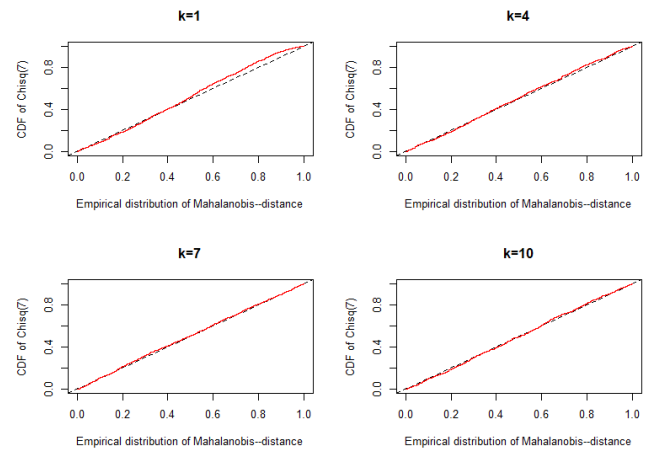 k=1
CDF of Chisq(7)
0.0 0.4 0.8
0.0 0.2 0.4 0.6 0.8 1.0
Empirical distribution of Mahalanobis--distance
k=4
CDF of Chisq(7)
0.0 0.4 0.8
0.0 0.2 0.4 0.6 0.8 1.0
Empirical distribution of Mahalanobis--distance
k=7
CDF of Chisq(7)
0.0 0.4 0.8
0.0 0.2 0.4 0.6 0.8 1.0
Empirical distribution of Mahalanobis--distance
k=10
CDF of Chisq(7)
0.0 0.4 0.8
0.0 0.2 0.4 0.6 0.8 1.0
Empirical distribution of Mahalanobis--distance